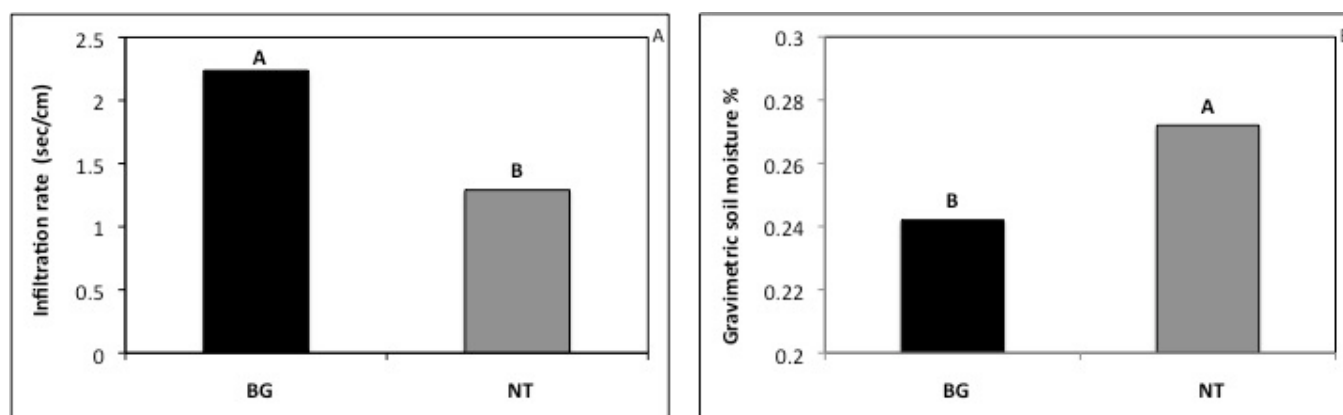 A
Infiltration rate (sec/cm)
2.5
2
1.5
1
0.5
0
A
B
BG
NT
Gravimetric soil moisture %
0.3
0.28
0.26
0.24
0.22
0.2
B
A
BG
NT